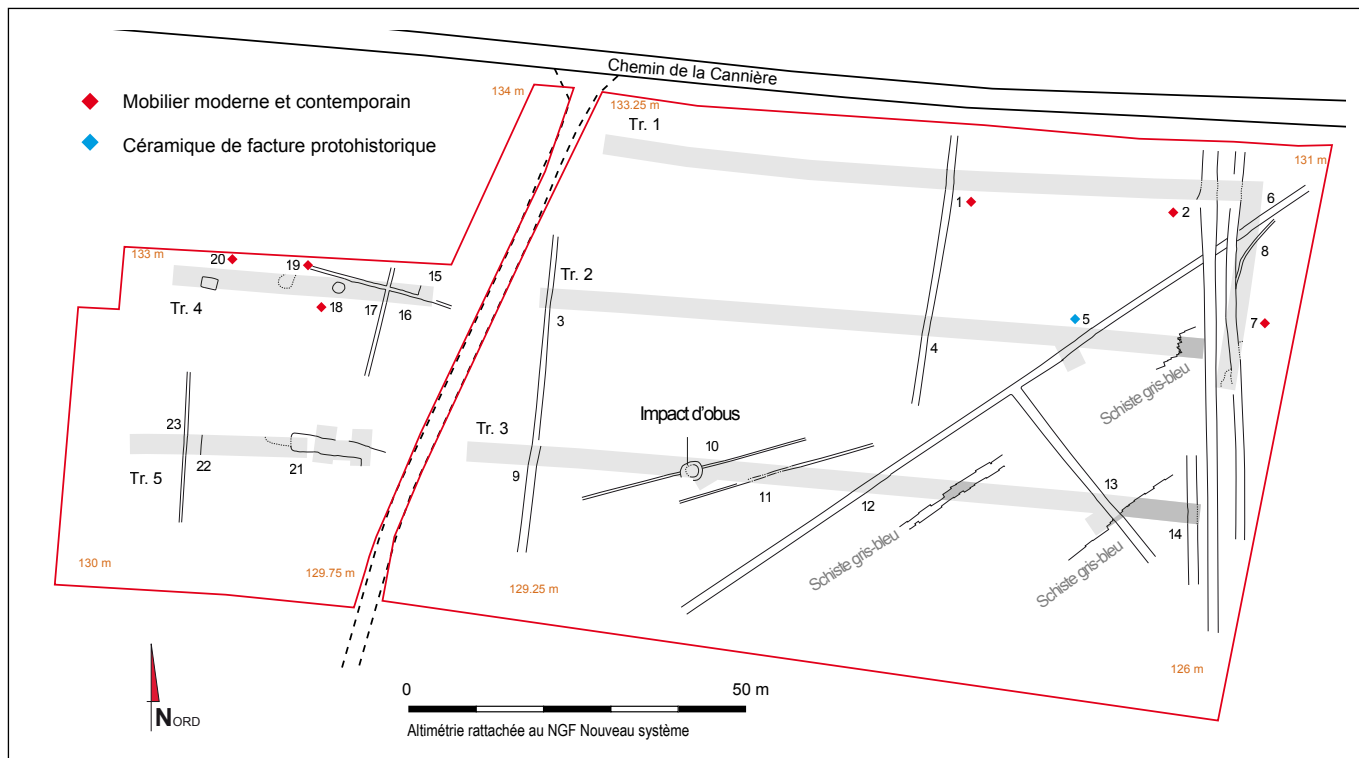 Chemin de la Cannière
Mobilier moderne et contemporain
Céramique de facture protohistorique
134 m
133.25 m
131 m
Tr. 1
1
2
6
8
133 m
20
19
15
18
17
16
Tr. 4
Tr. 2
3
4
5
7
Schiste gris-bleu
Impact d'obus
Tr. 3
9
10
11
12
13
14
Schiste gris-bleu
Schiste gris-bleu
23
22
21
Tr. 5
130 m
129.75 m
129.25 m
126 m
NORD
0
50 m
Altimétrie rattachée au NGF Nouveau système